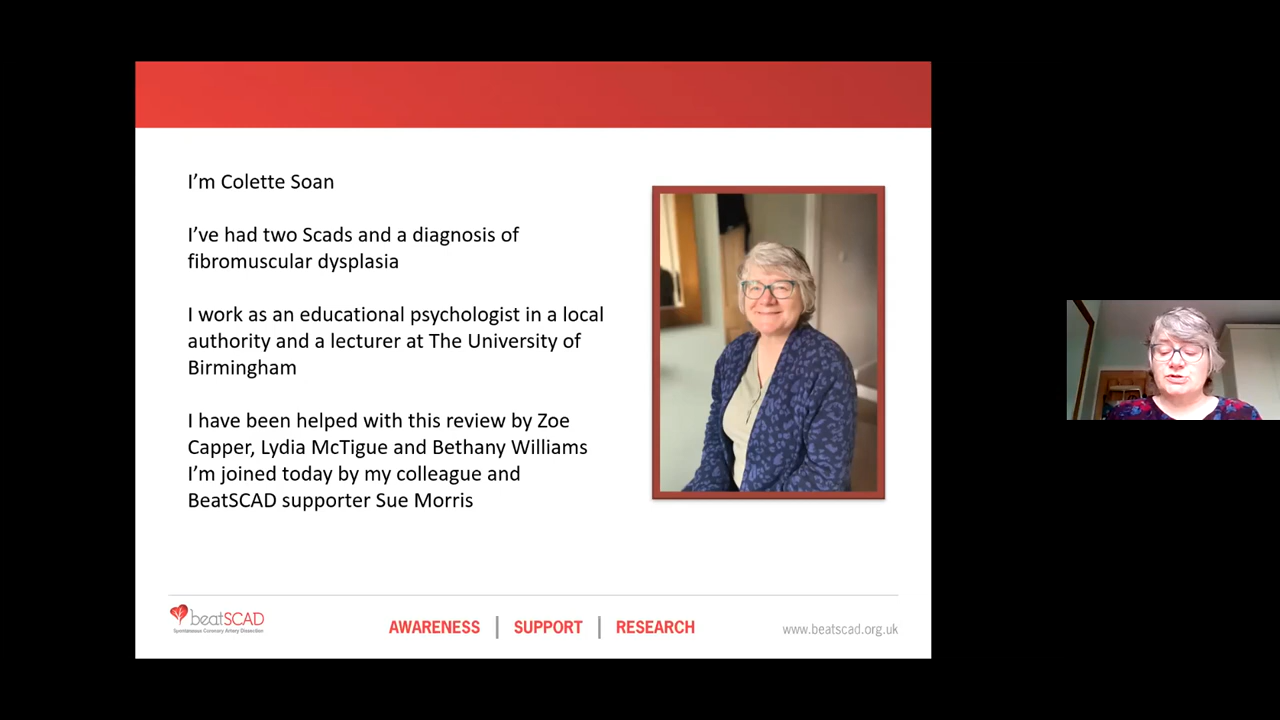 I'm Colette Soan
I've had two Scads and a diagnosis of
fibromuscular dysplasia
I work as an educational psychologist in a local
authority and a lecturer at The University of
Birmingham
I have been helped with this review by Zoe
Capper, Lydia McTigue and Bethany Williams
I'm joined today by my colleague and
BeatSCAD supporter Sue Morris
beatSCAD
Spontaneous Coronary Artery Dissection
AWARENESS | SUPPORT | RESEARCH
www.beatscad.org.uk